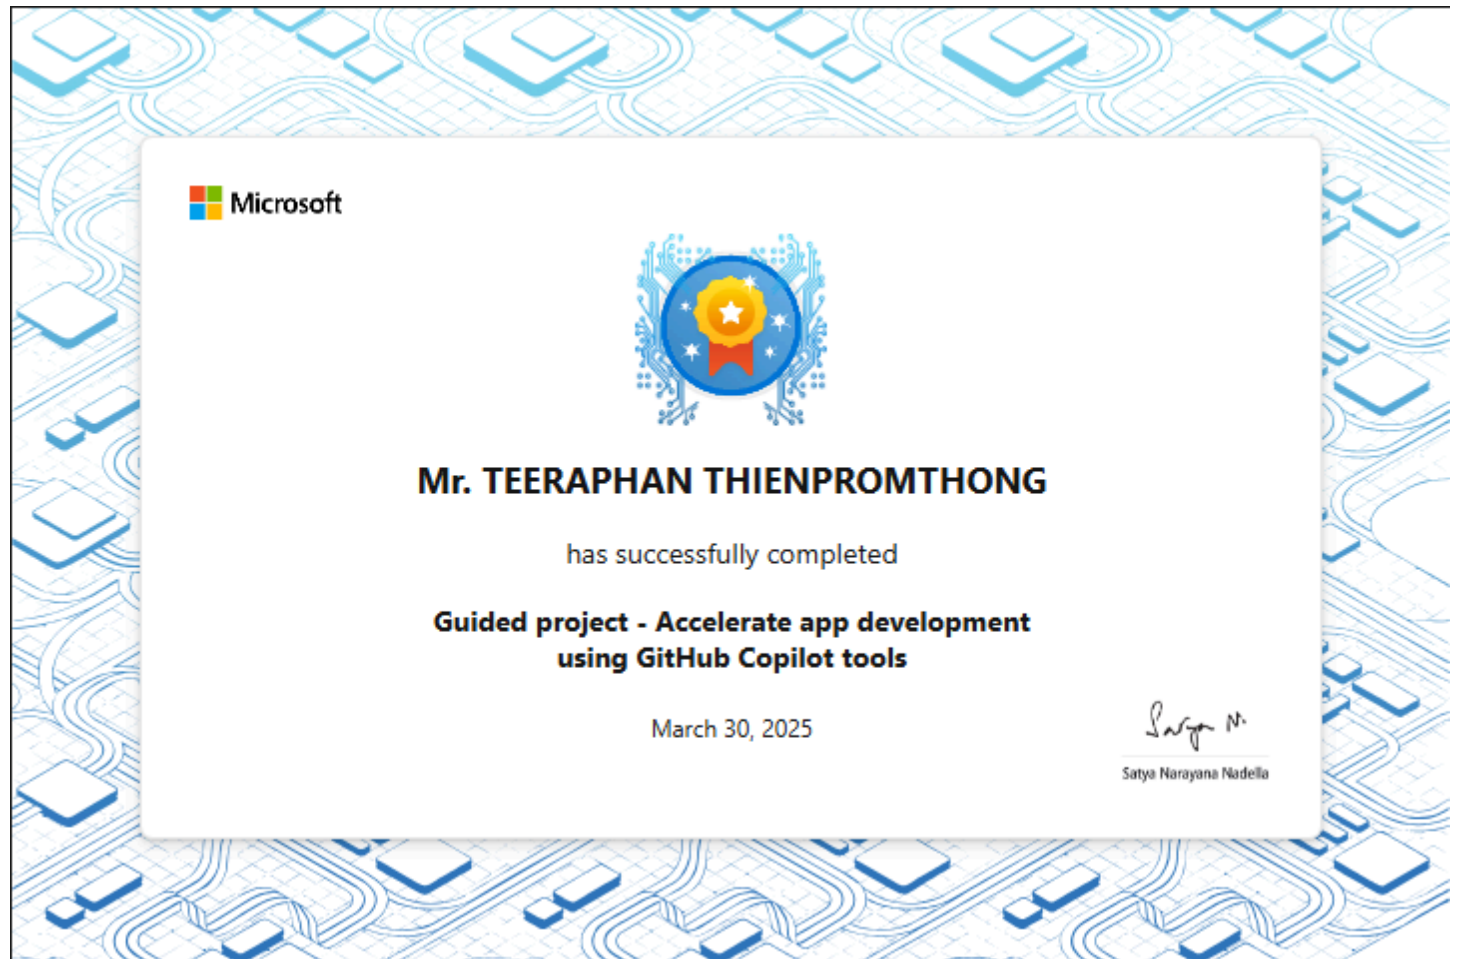 Microsoft
Mr. TEERAPHAN THIENPROMTHONG
has successfully completed
Guided project - Accelerate app development
using GitHub Copilot tools
March 30, 2025
Satya N.
Satya Narayana Nadella